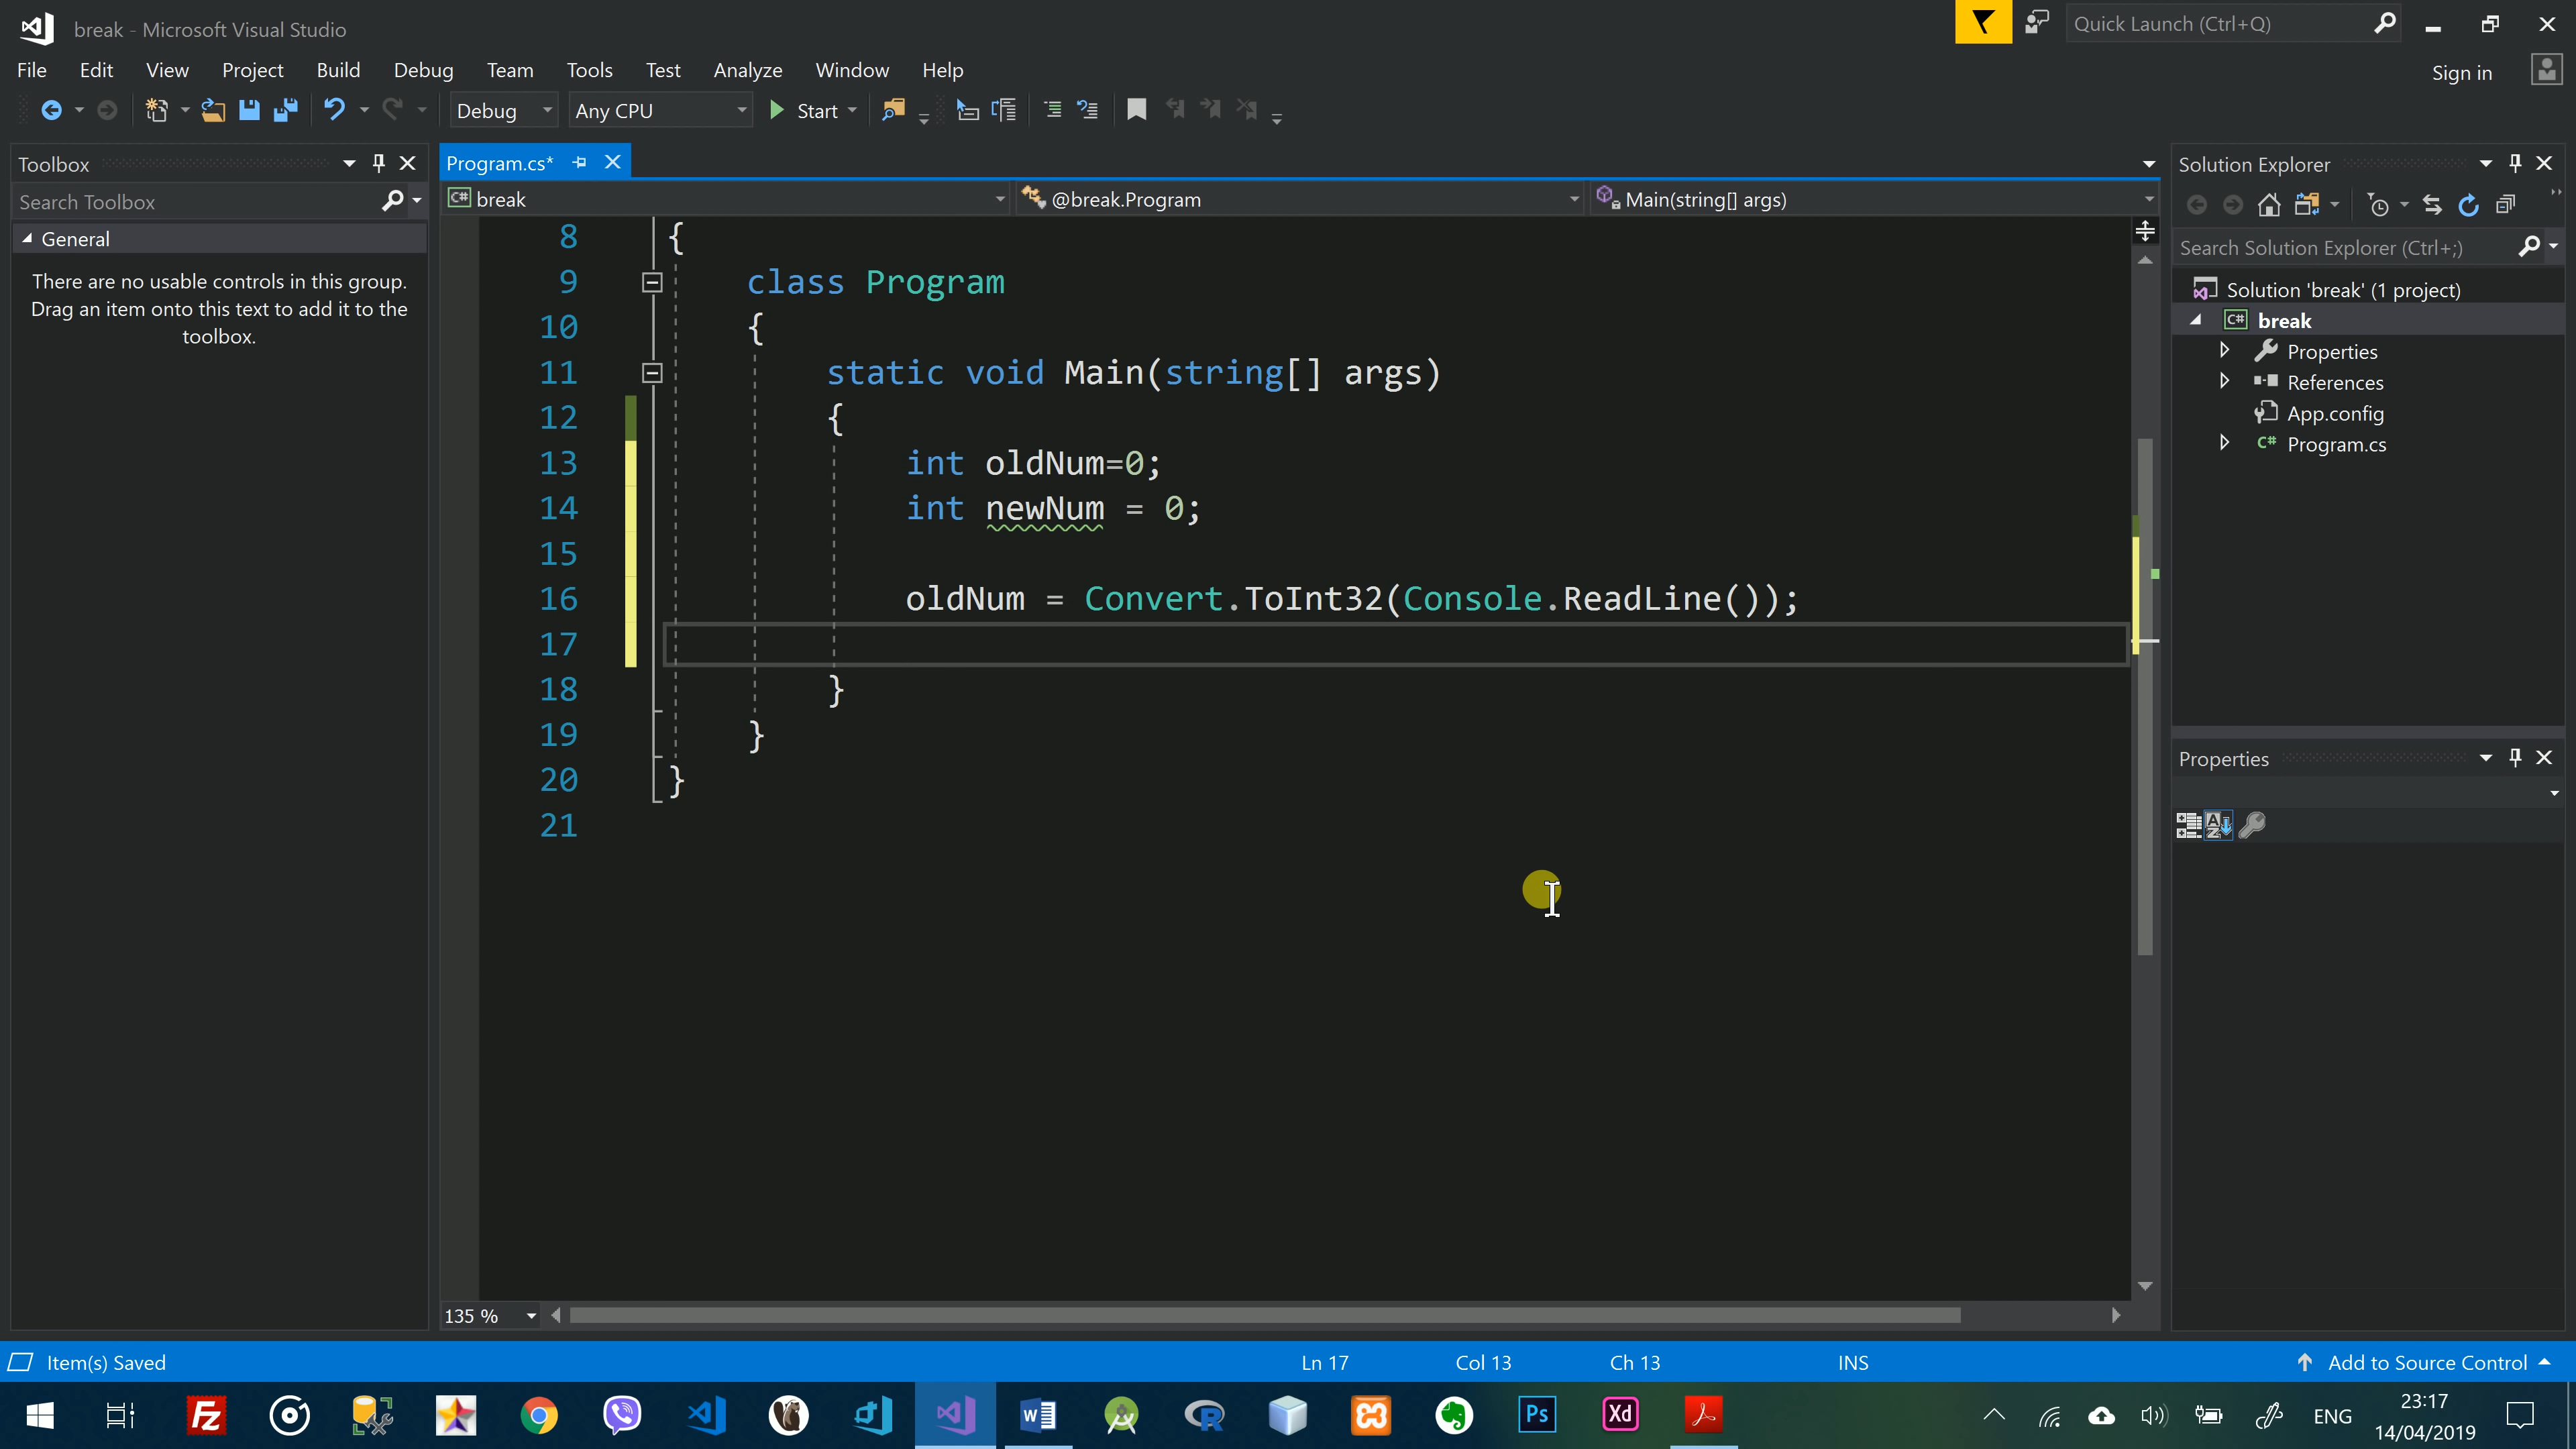 break - Microsoft Visual Studio
Quick Launch (Ctrl+Q)
File Edit View Project Build Debug Team Tools Test Analyze Window Help
Sign in
Debug Any CPU Start
Toolbox
Search Toolbox
General
There are no usable controls in this group.
Drag an item onto this text to add it to the
toolbox.
Program.cs*
C# break
@break.Program
Main(string[] args)
8 {
9 class Program
10 {
11 static void Main(string[] args)
12 {
13 int oldNum=0;
14 int newNum = 0;
15
16 oldNum = Convert.ToInt32(Console.ReadLine());
17
18 }
19 }
20 }
21
135 %
Solution Explorer
Search Solution Explorer (Ctrl+;)
Solution 'break' (1 project)
C# break
Properties
References
App.config
C# Program.cs
Properties
Item(s) Saved
Ln 17 Col 13 Ch 13 INS
Add to Source Control
Fz
W
R
Ps
Xd
ENG
23:17
14/04/2019